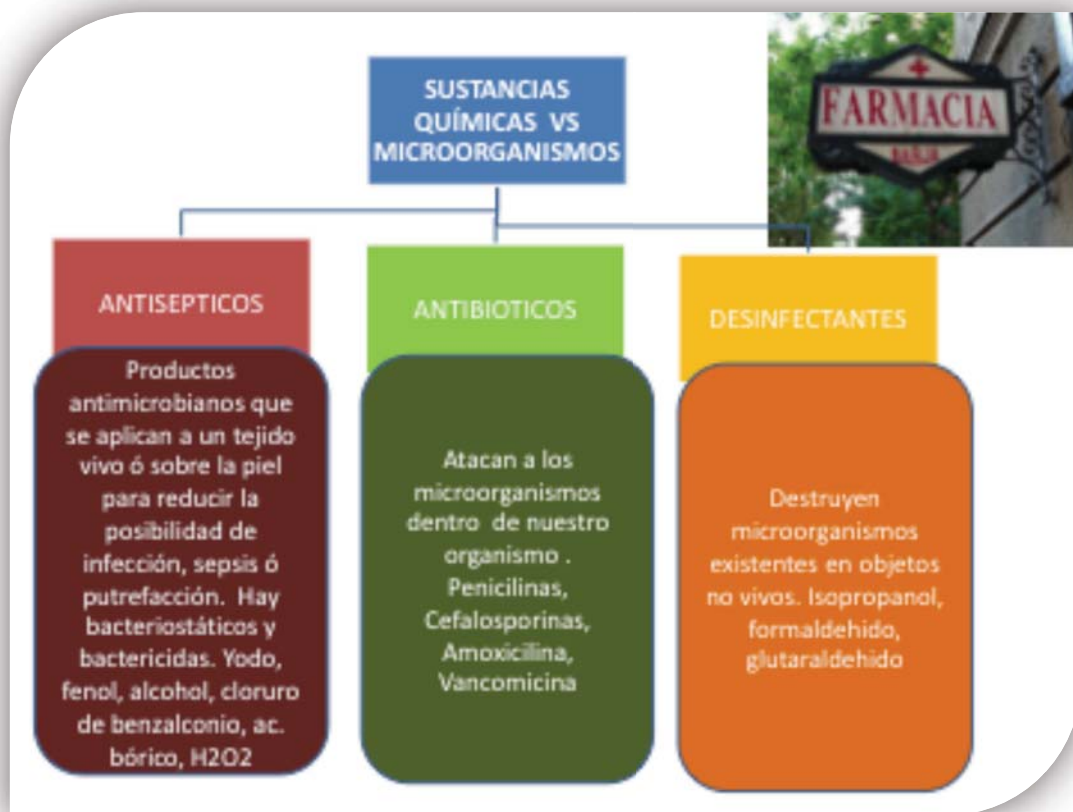 SUSTANCIAS
QUÍMICAS VS
MICROORGANISMOS
FARMACIA
ANTISEPTICOS
Productos
antimicrobianos que
se aplican a un tejido
vivo ó sobre la piel
para reducir la
posibilidad de
infección, sepsis ó
putrefacción. Hay
bacteriostáticos y
bactericidas. Yodo,
fenol, alcohol, cloruro
de benzalconio, ac.
bórico, H2O2
ANTIBIOTICOS
Atacan a los
microorganismos
dentro de nuestro
organismo .
Penicilinas,
Cefalosporinas,
Amoxicilina,
Vancomicina
DESINFECTANTES
Destruyen
microorganismos
existentes en objetos
no vivos. Isopropanol,
formaldehido,
glutaraldehido